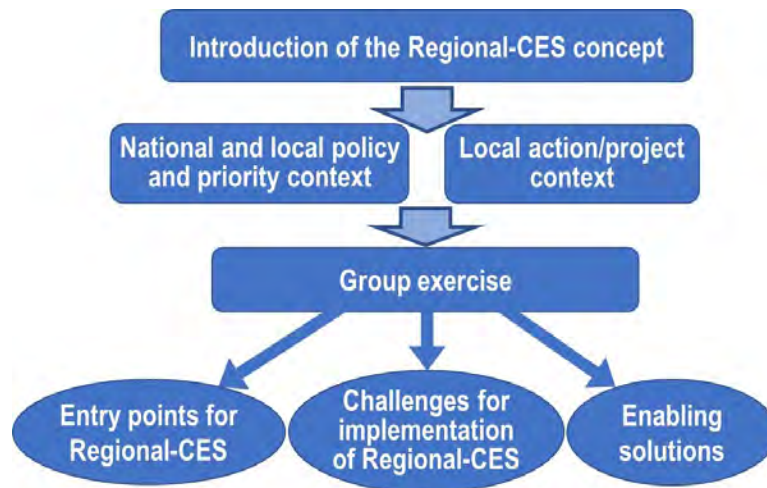 Introduction of the Regional-CES concept
National and local policy
and priority context
Local action/project
context
Group exercise
Entry points for
Regional-CES
Challenges for
implementation
of Regional-CES
Enabling
solutions